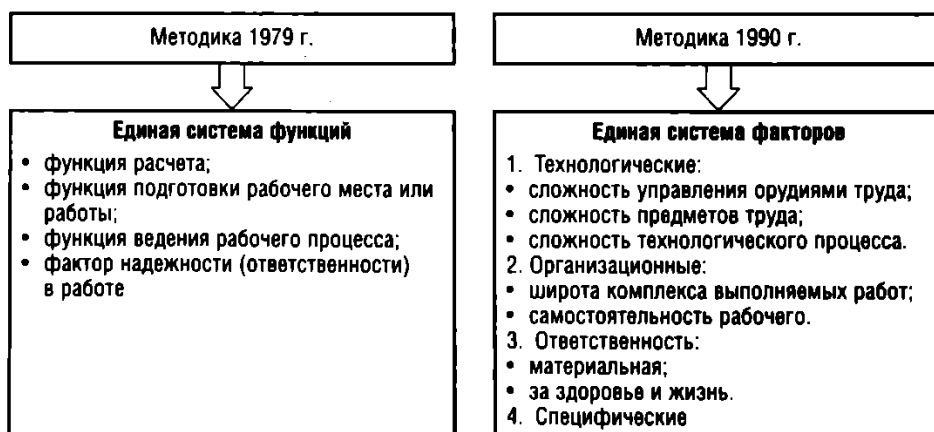 Методика 1979 г.
Единая система функций
• функция расчета;
• функция подготовки рабочего места или
работы;
• функция ведения рабочего процесса;
• фактор надежности (ответственности)
в работе
Методика 1990 г.
Единая система факторов
1. Технологические:
• сложность управления орудиями труда;
• сложность предметов труда;
• сложность технологического процесса.
2. Организационные:
• широта комплекса выполняемых работ;
• самостоятельность рабочего.
3. Ответственность:
• материальная;
• за здоровье и жизнь.
4. Специфические